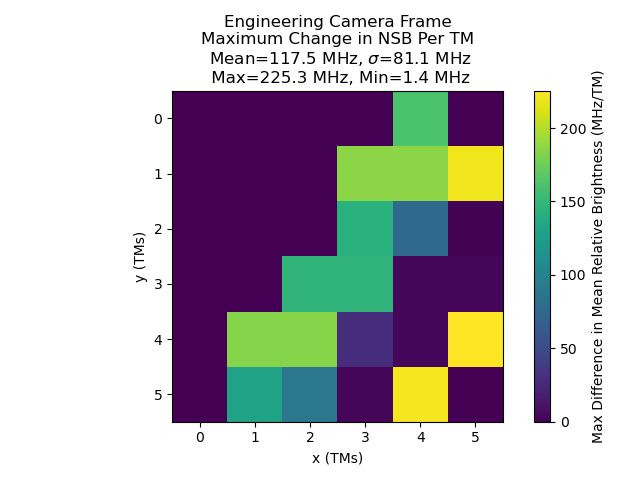 Engineering Camera Frame
Maximum Change in NSB Per TM
Mean=117.5 MHz, σ=81.1 MHz
Max=225.3 MHz, Min=1.4 MHz
y (TMs)
0
1
2
3
4
5
0 1 2 3 4 5
x (TMs)
200
150
100
50
0
Max Difference in Mean Relative Brightness (MHz/TM)